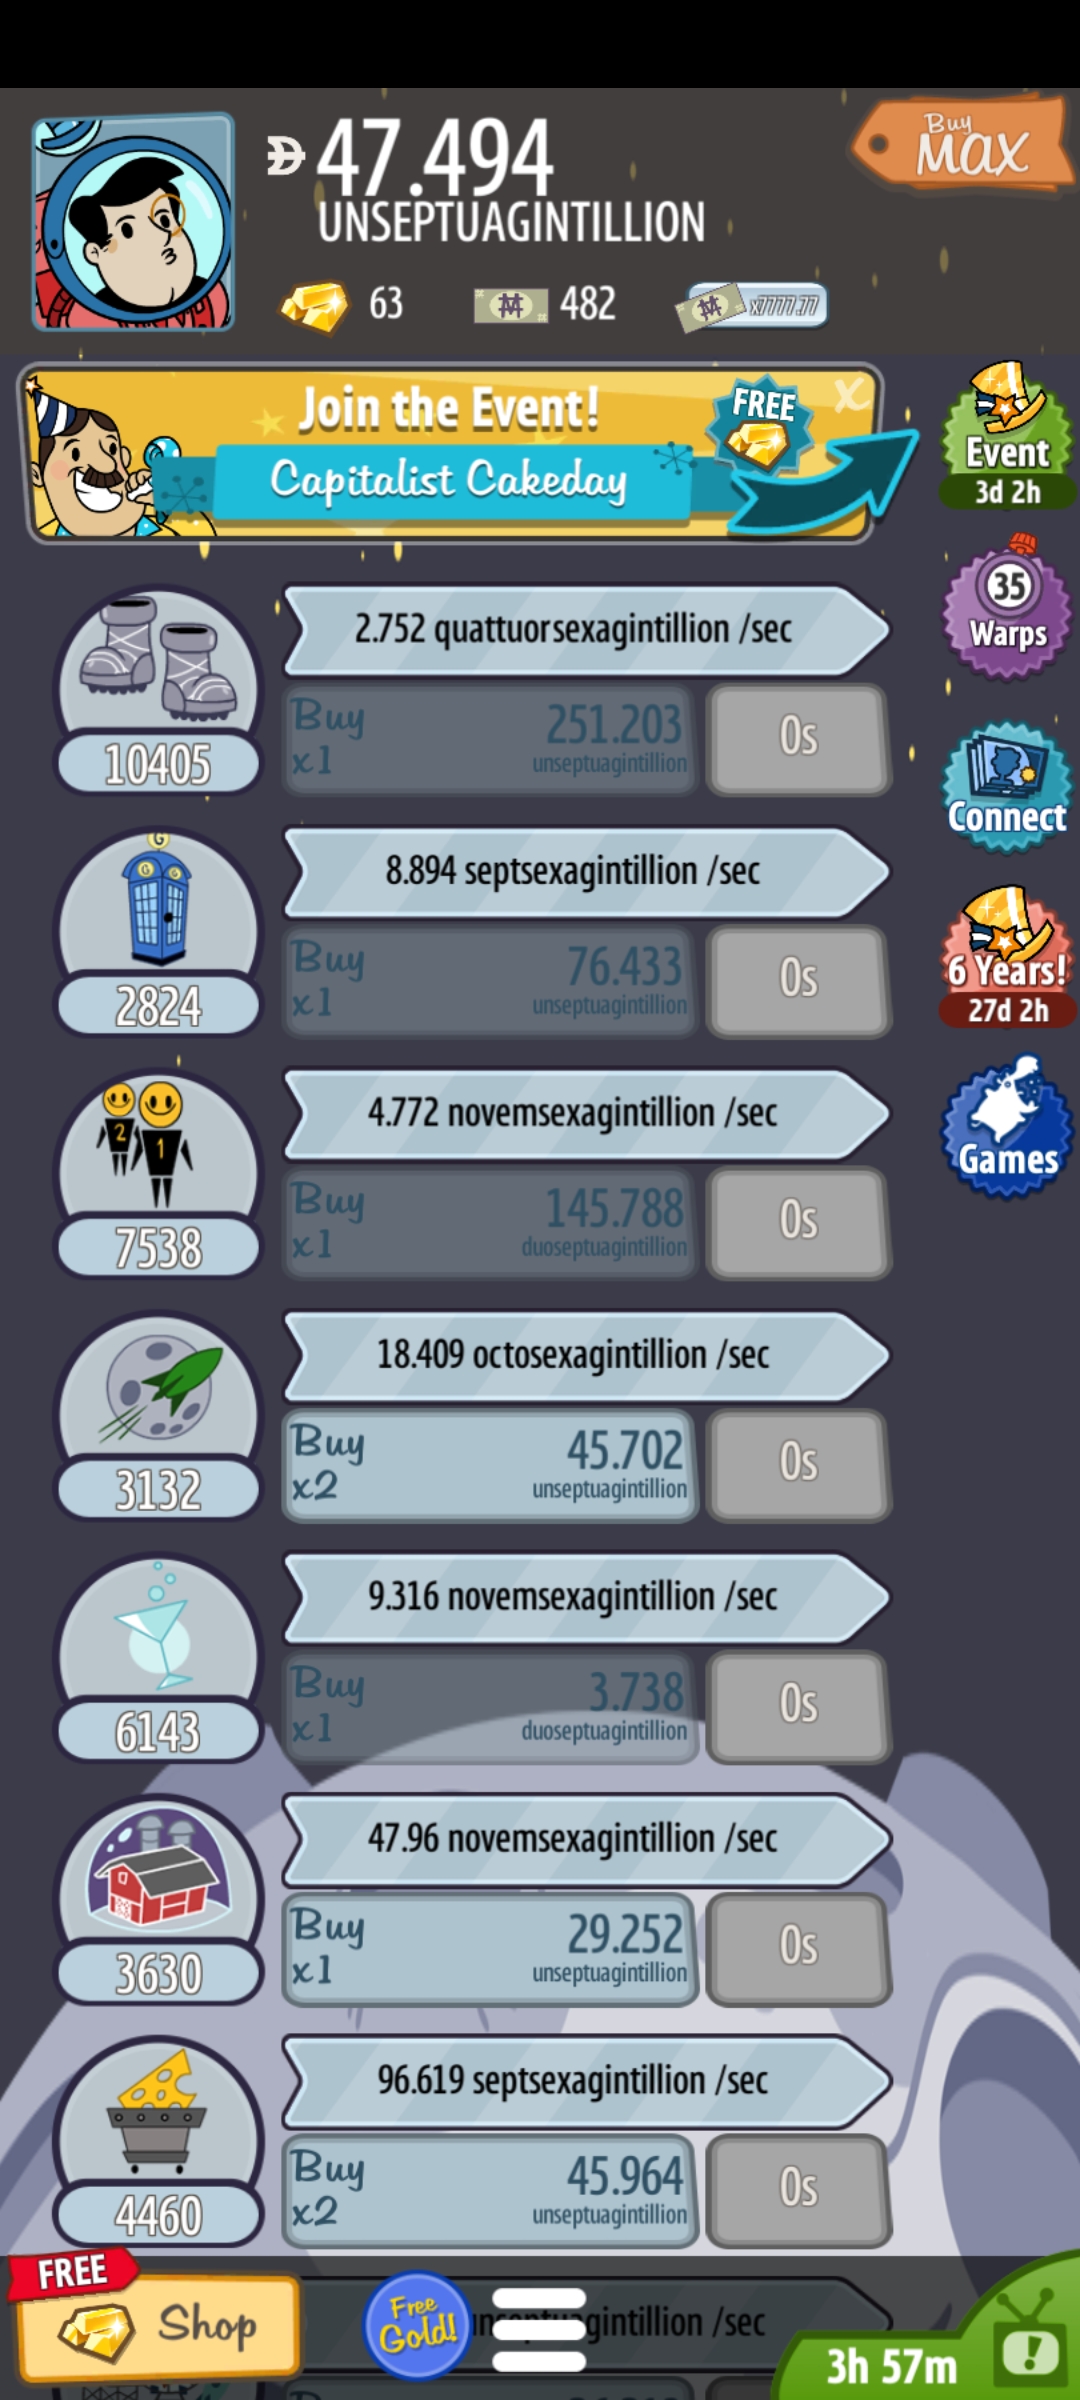 Buy
MAX
47.494
UNSEPTUAGINTILLION
63
482
x7777.77
Join the Event!
FREE
X
Capitalist Cakeday
Event
3d 2h
2.752 quattuorsexagintillion /sec
35
Warps
Buy
x1
251.203
unseptuagintillion
0s
10405
Connect
8.894 septsexagintillion /sec
Buy
x1
76.433
unseptuagintillion
0s
2824
6 Years!
27d 2h
4.772 novemsexagintillion /sec
2
1
Games
Buy
x1
145.788
duoseptuagintillion
0s
7538
18.409 octosexagintillion /sec
Buy
x2
45.702
unseptuagintillion
0s
3132
9.316 novemsexagintillion /sec
Buy
x1
3.738
duoseptuagintillion
0s
6143
47.96 novemsexagintillion /sec
Buy
x1
29.252
unseptuagintillion
0s
3630
96.619 septsexagintillion /sec
Buy
x2
45.964
unseptuagintillion
0s
4460
FREE
Shop
Free
Gold!
/sec
3h 57m